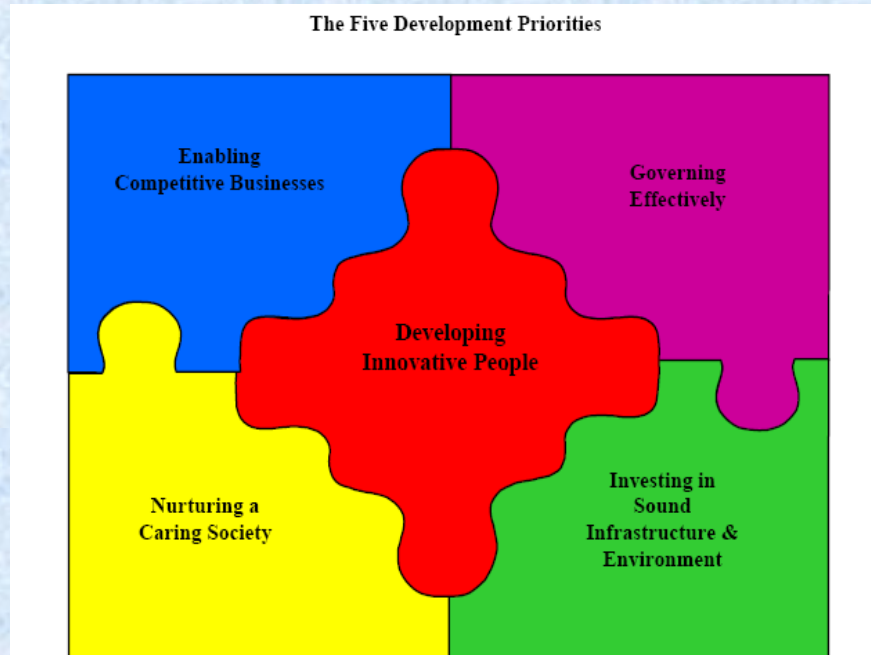 The Five Development Priorities
Enabling
Competitive Businesses
Governing
Effectively
Developing
Innovative People
Nurturing a
Caring Society
Investing in
Sound
Infrastructure &
Environment